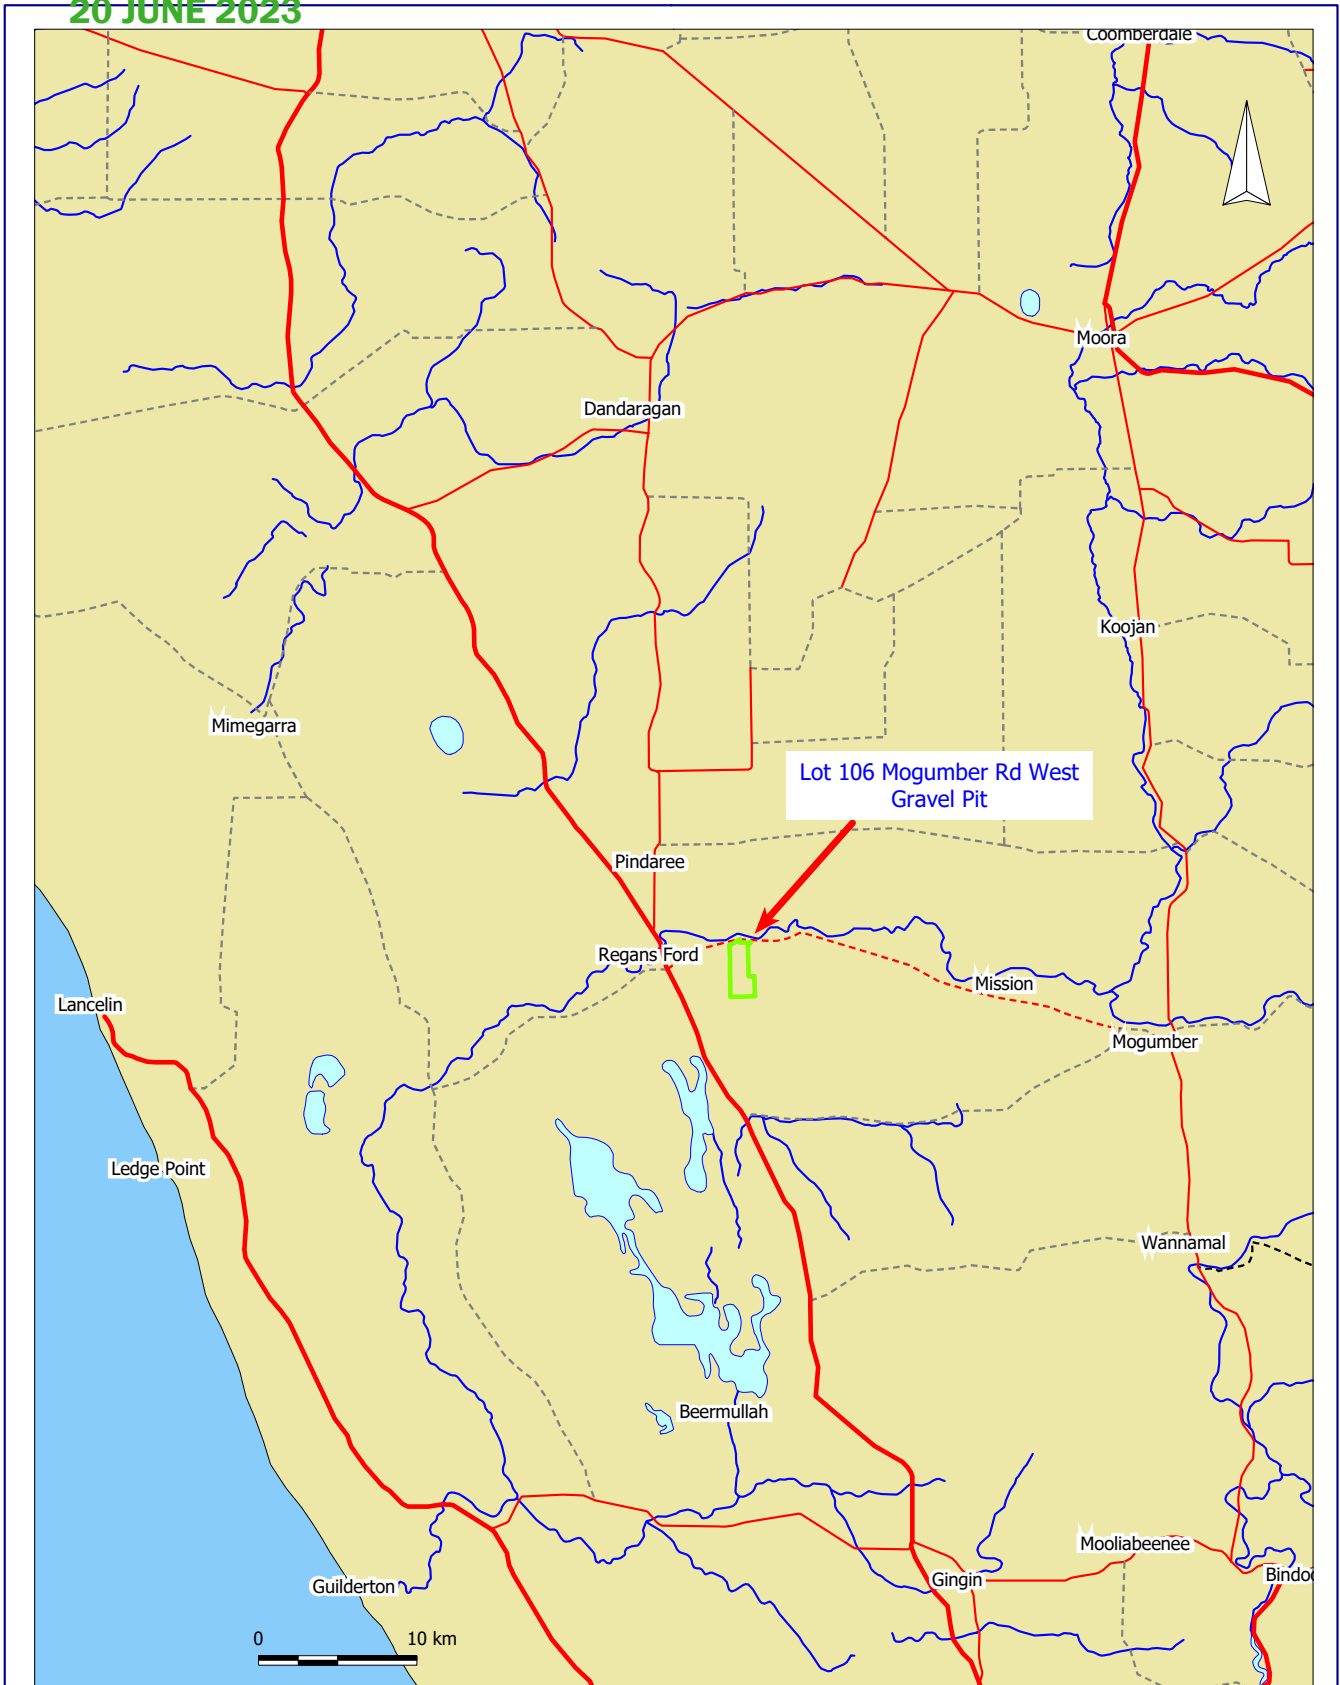 20 JUNE 2023
Coomberdale
Moora
Dandaragan
Koojan
Mimegarra
Lot 106 Mogumber Rd West
Gravel Pit
Pindaree
Regans Ford
Mission
Lancelin
Mogumber
Ledge Point
Wannamal
Beermullah
Mooliabeenee
Gingin
Guilderton
0 10 km